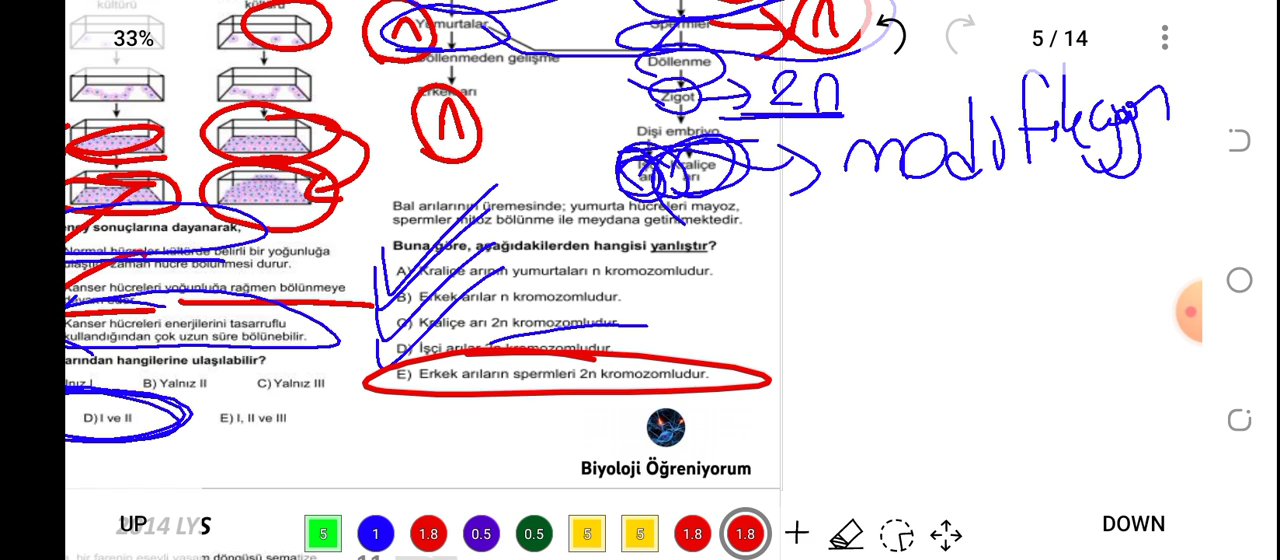 kültürü
kültürü
33%
5 / 14
Yumurtalar
Spermler
n
n
Döllenmeden gelişme
Döllenme
Erkek arı
n
Zigot
2n
Dişi embriyo
Kraliçe
arı
sonuçlarına dayanarak,
Normal hücreler kültürde belirli bir yoğunluğa
zaman hücre bölünmesi durur.
Kanser hücreleri yoğunluğa rağmen bölünmeye
devam eder.
Kanser hücreleri enerjilerini tasarruflu
kullandığından çok uzun süre bölünebilir.
arından hangilerine ulaşılabilir?
lnız I
B) Yalnız II
C) Yalnız III
D) I ve II
E) I, II ve III
Bal arılarının üremesinde; yumurta hücreleri mayoz,
spermler mitoz bölünme ile meydana getirilmektedir.
Buna göre, aşağıdakilerden hangisi yanlıştır?
A) Kraliçe arının yumurtaları n kromozomludur.
B) Erkek arılar n kromozomludur.
C) Kraliçe arı 2n kromozomludur.
D) İşçi arılar 2n kromozomludur.
E) Erkek arıların spermleri 2n kromozomludur.
Biyoloji Öğreniyorum
UP
2014 LYS
5
1
1.8
0.5
0.5
5
5
1.8
1.8
DOWN
bir farenin eşeyli yaşam döngüsü şematize